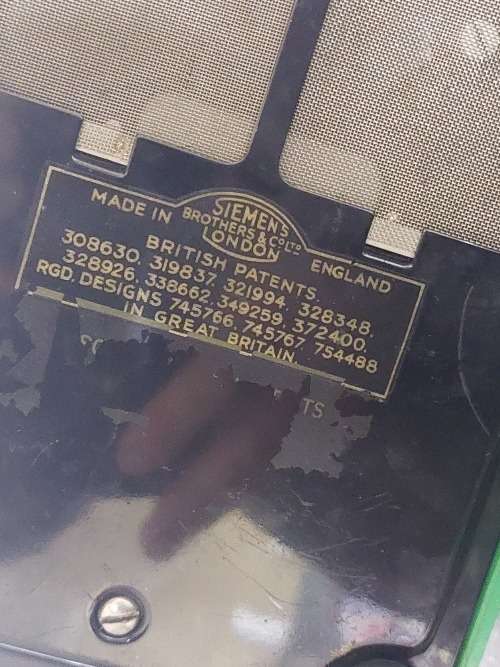 MADE IN SIEMENS BROTHERS & Co LTD LONDON ENGLAND
BRITISH PATENTS.
308630, 319837, 321994, 328348,
328926, 338662, 349259, 372400,
RGD. DESIGNS 745766, 745767, 754488
IN GREAT BRITAIN.
TS